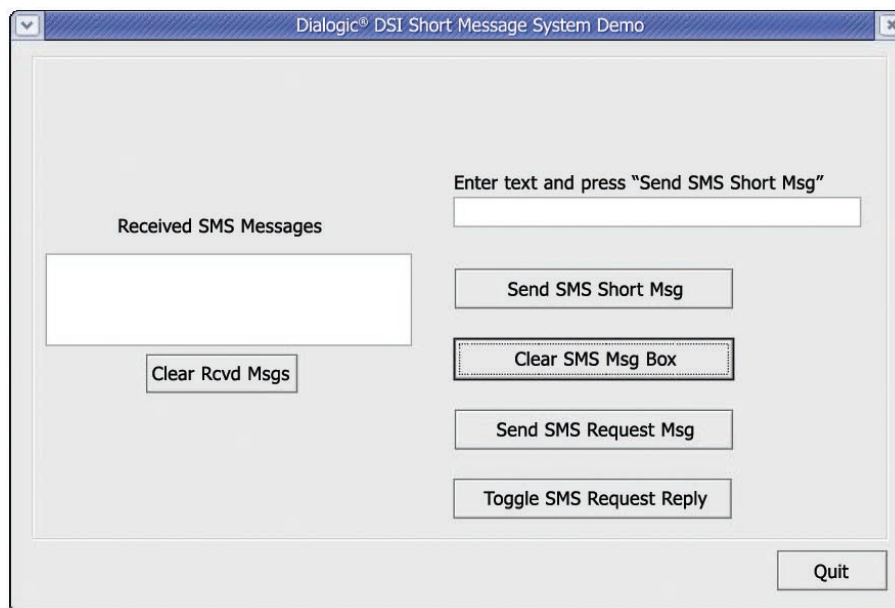 Dialogic® DSI Short Message System Demo
Enter text and press “Send SMS Short Msg”
Received SMS Messages
Send SMS Short Msg
Clear SMS Msg Box
Clear Rcvd Msgs
Send SMS Request Msg
Toggle SMS Request Reply
Quit